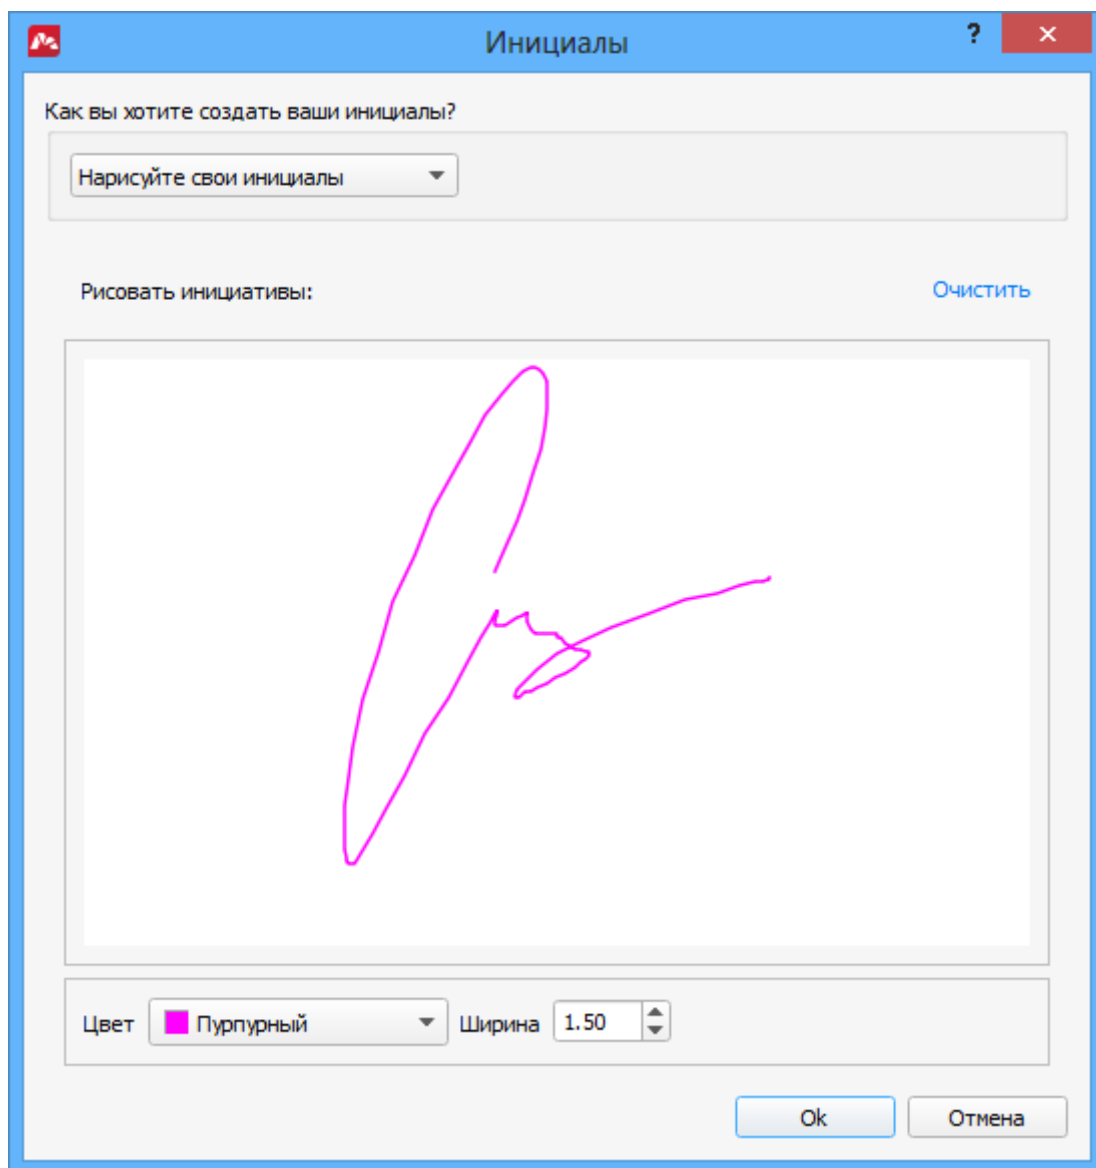 Инициалы ?
Как вы хотите создать ваши инициалы?
Нарисуйте свои инициалы
Рисовать инициативы: Очистить
Цвет Пурпурный Ширина 1.50
Ok Отмена